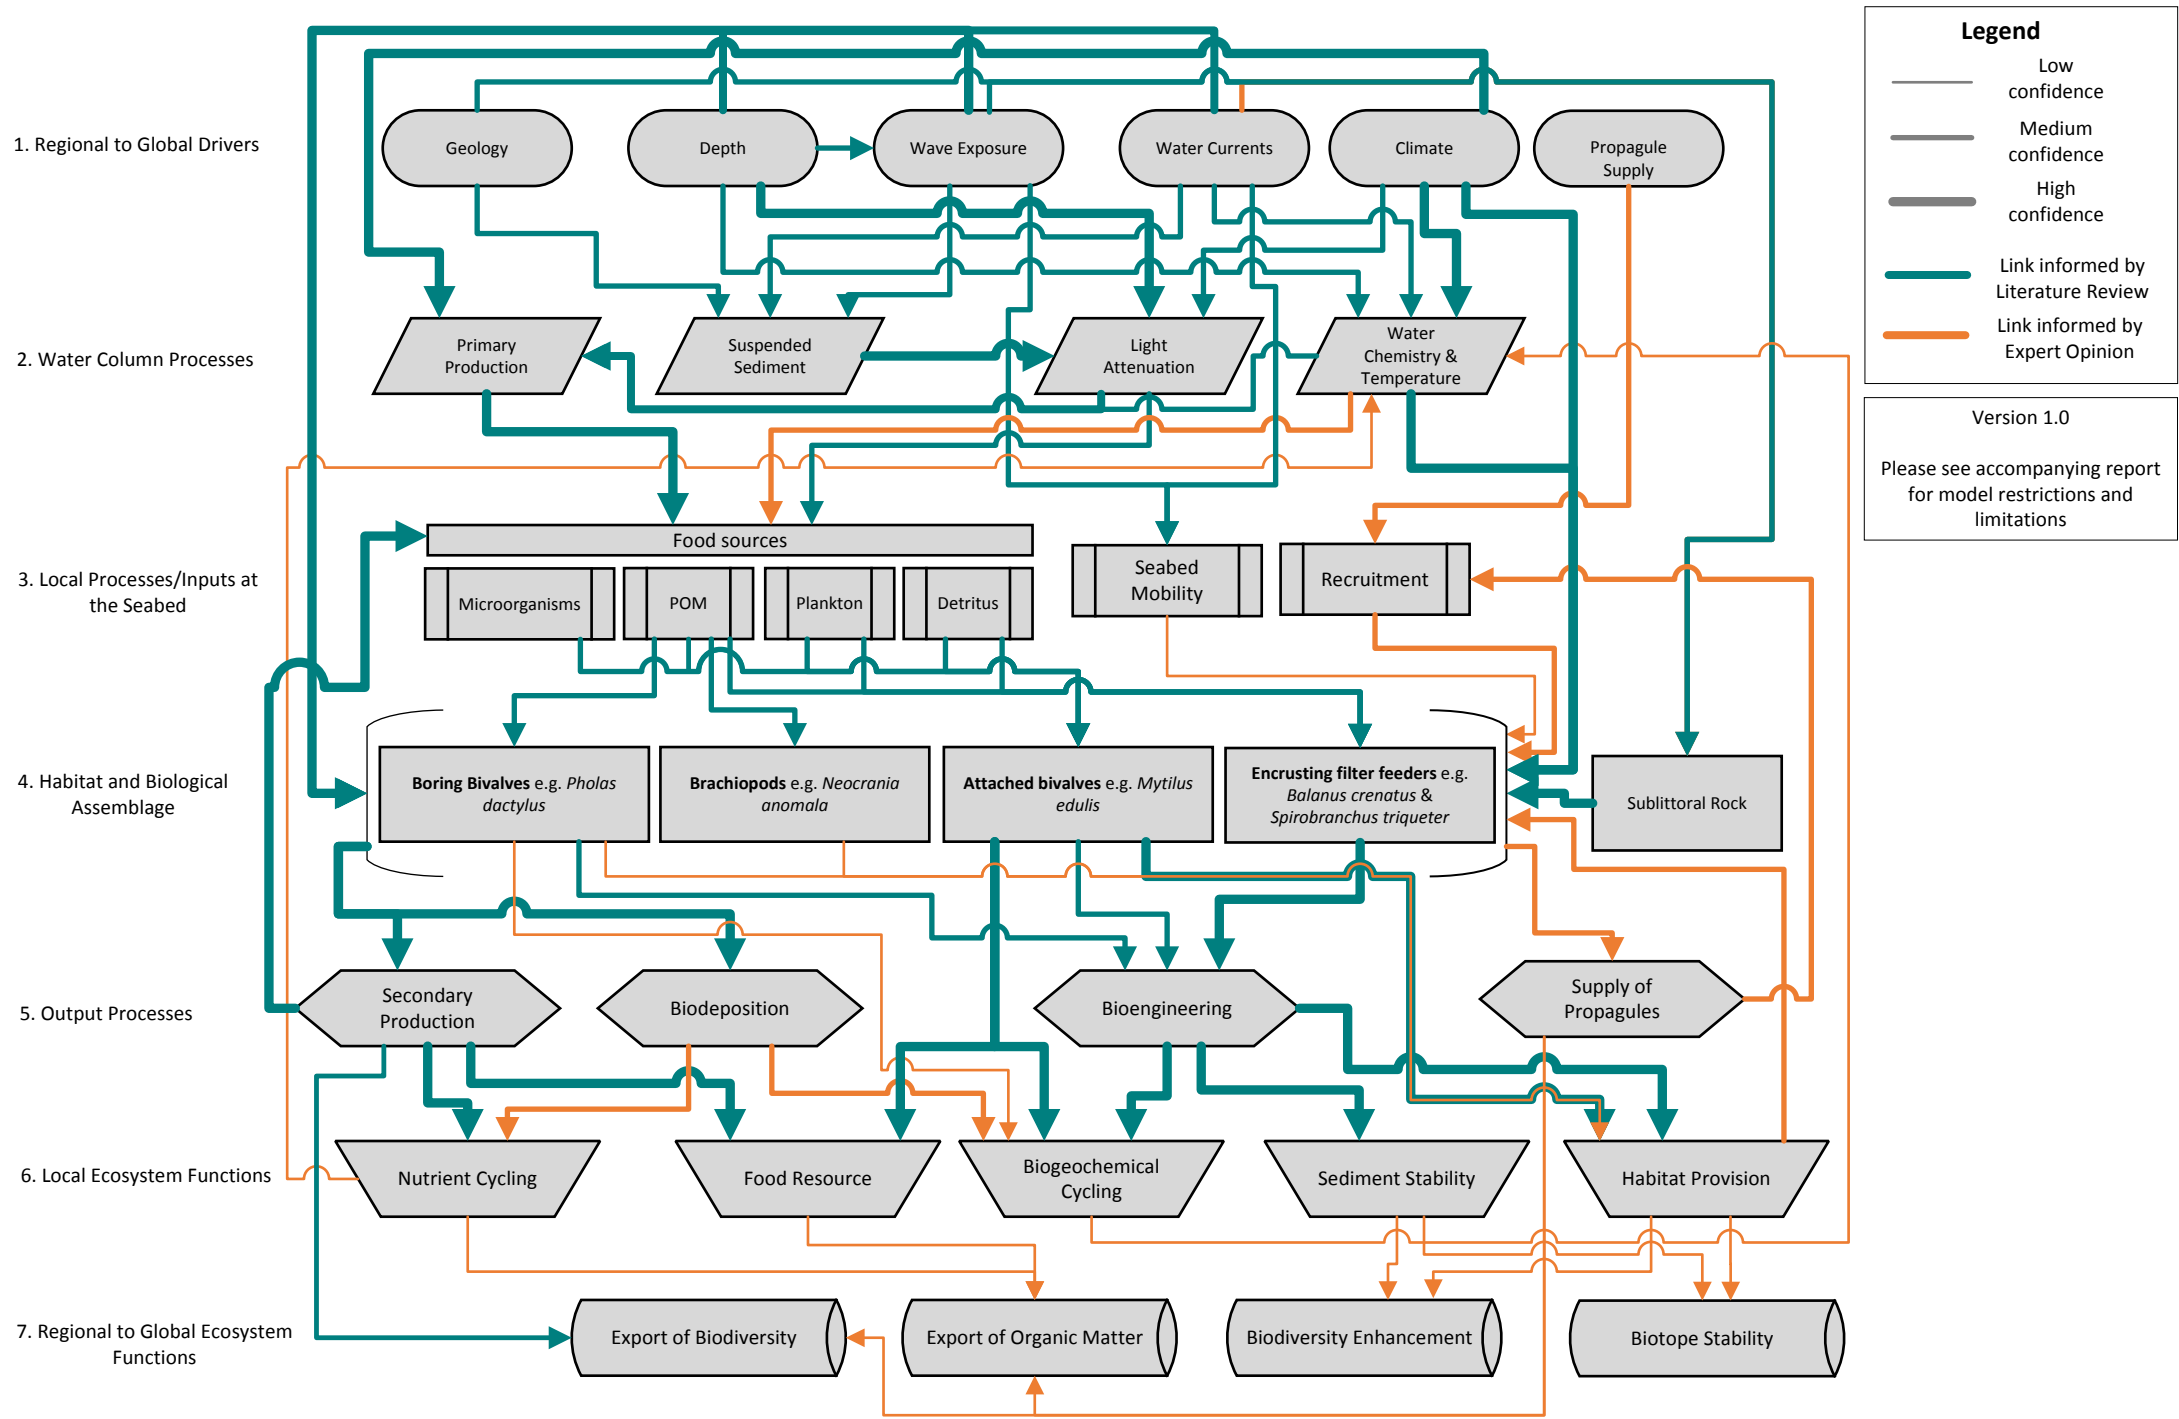 Legend
Low
confidence
Medium
confidence
High
confidence
Link informed by
Literature Review
Link informed by
Expert Opinion
Version 1.0
Please see accompanying report
for model restrictions and
limitations
1. Regional to Global Drivers
Geology
Depth
Wave Exposure
Water Currents
Climate
Propagule
Supply
2. Water Column Processes
Primary
Production
Suspended
Sediment
Light
Attenuation
Water
Chemistry &
Temperature
3. Local Processes/Inputs at
the Seabed
Food sources
Microorganisms
POM
Plankton
Detritus
Seabed
Mobility
Recruitment
4. Habitat and Biological
Assemblage
Boring Bivalves e.g. Pholas
dactylus
Brachiopods e.g. Neocrania
anomala
Attached bivalves e.g. Mytilus
edulis
Encrusting filter feeders e.g.
Balanus crenatus &
Spirobranchus triqueter
Sublittoral Rock
5. Output Processes
Secondary
Production
Biodeposition
Bioengineering
Supply of
Propagules
6. Local Ecosystem Functions
Nutrient Cycling
Food Resource
Biogeochemical
Cycling
Sediment Stability
Habitat Provision
7. Regional to Global Ecosystem
Functions
Export of Biodiversity
Export of Organic Matter
Biodiversity Enhancement
Biotope Stability